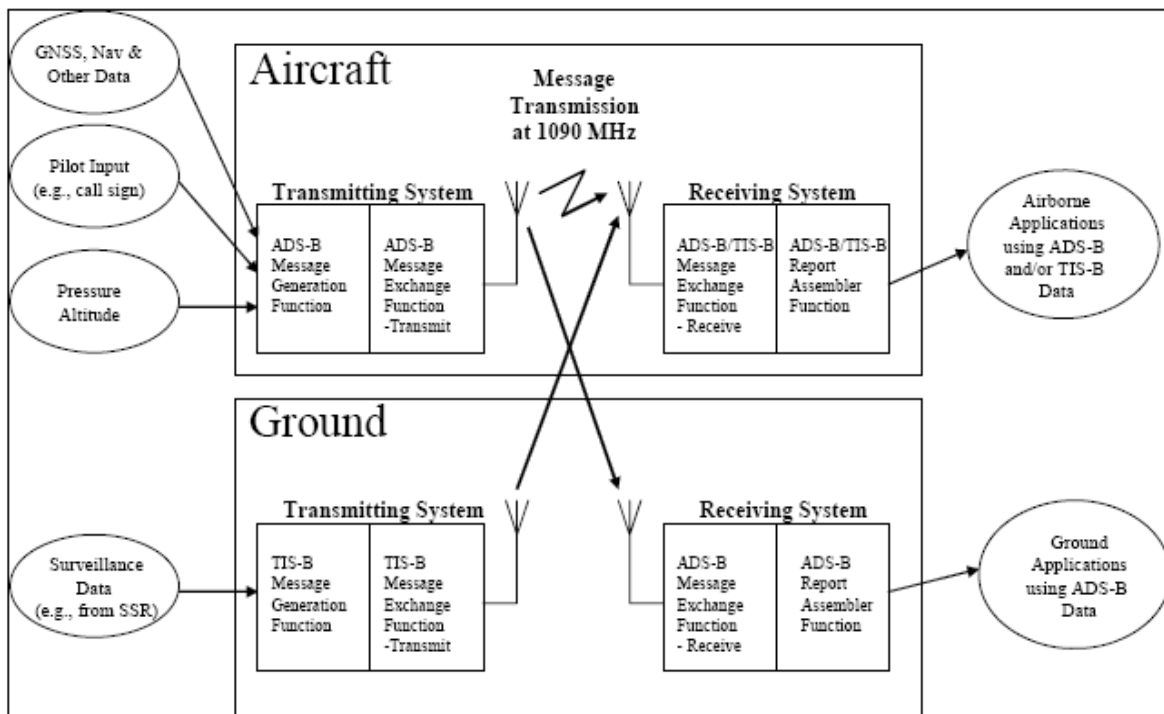 GNSS, Nav &
Other Data
Pilot Input
(e.g., call sign)
Pressure
Altitude
Aircraft
Message
Transmission
at 1090 MHz
Transmitting System
ADS-B
Message
Generation
Function
ADS-B
Message
Exchange
Function
-Transmit
Receiving System
ADS-B/TIS-B
Message
Exchange
Function
- Receive
ADS-B/TIS-B
Report
Assembler
Function
Airborne
Applications
using ADS-B
and/or TIS-B
Data
Ground
Surveillance
Data
(e.g., from SSR)
Transmitting System
TIS-B
Message
Generation
Function
TIS-B
Message
Exchange
Function
-Transmit
Receiving System
ADS-B
Message
Exchange
Function
- Receive
ADS-B
Report
Assembler
Function
Ground
Applications
using ADS-B
Data